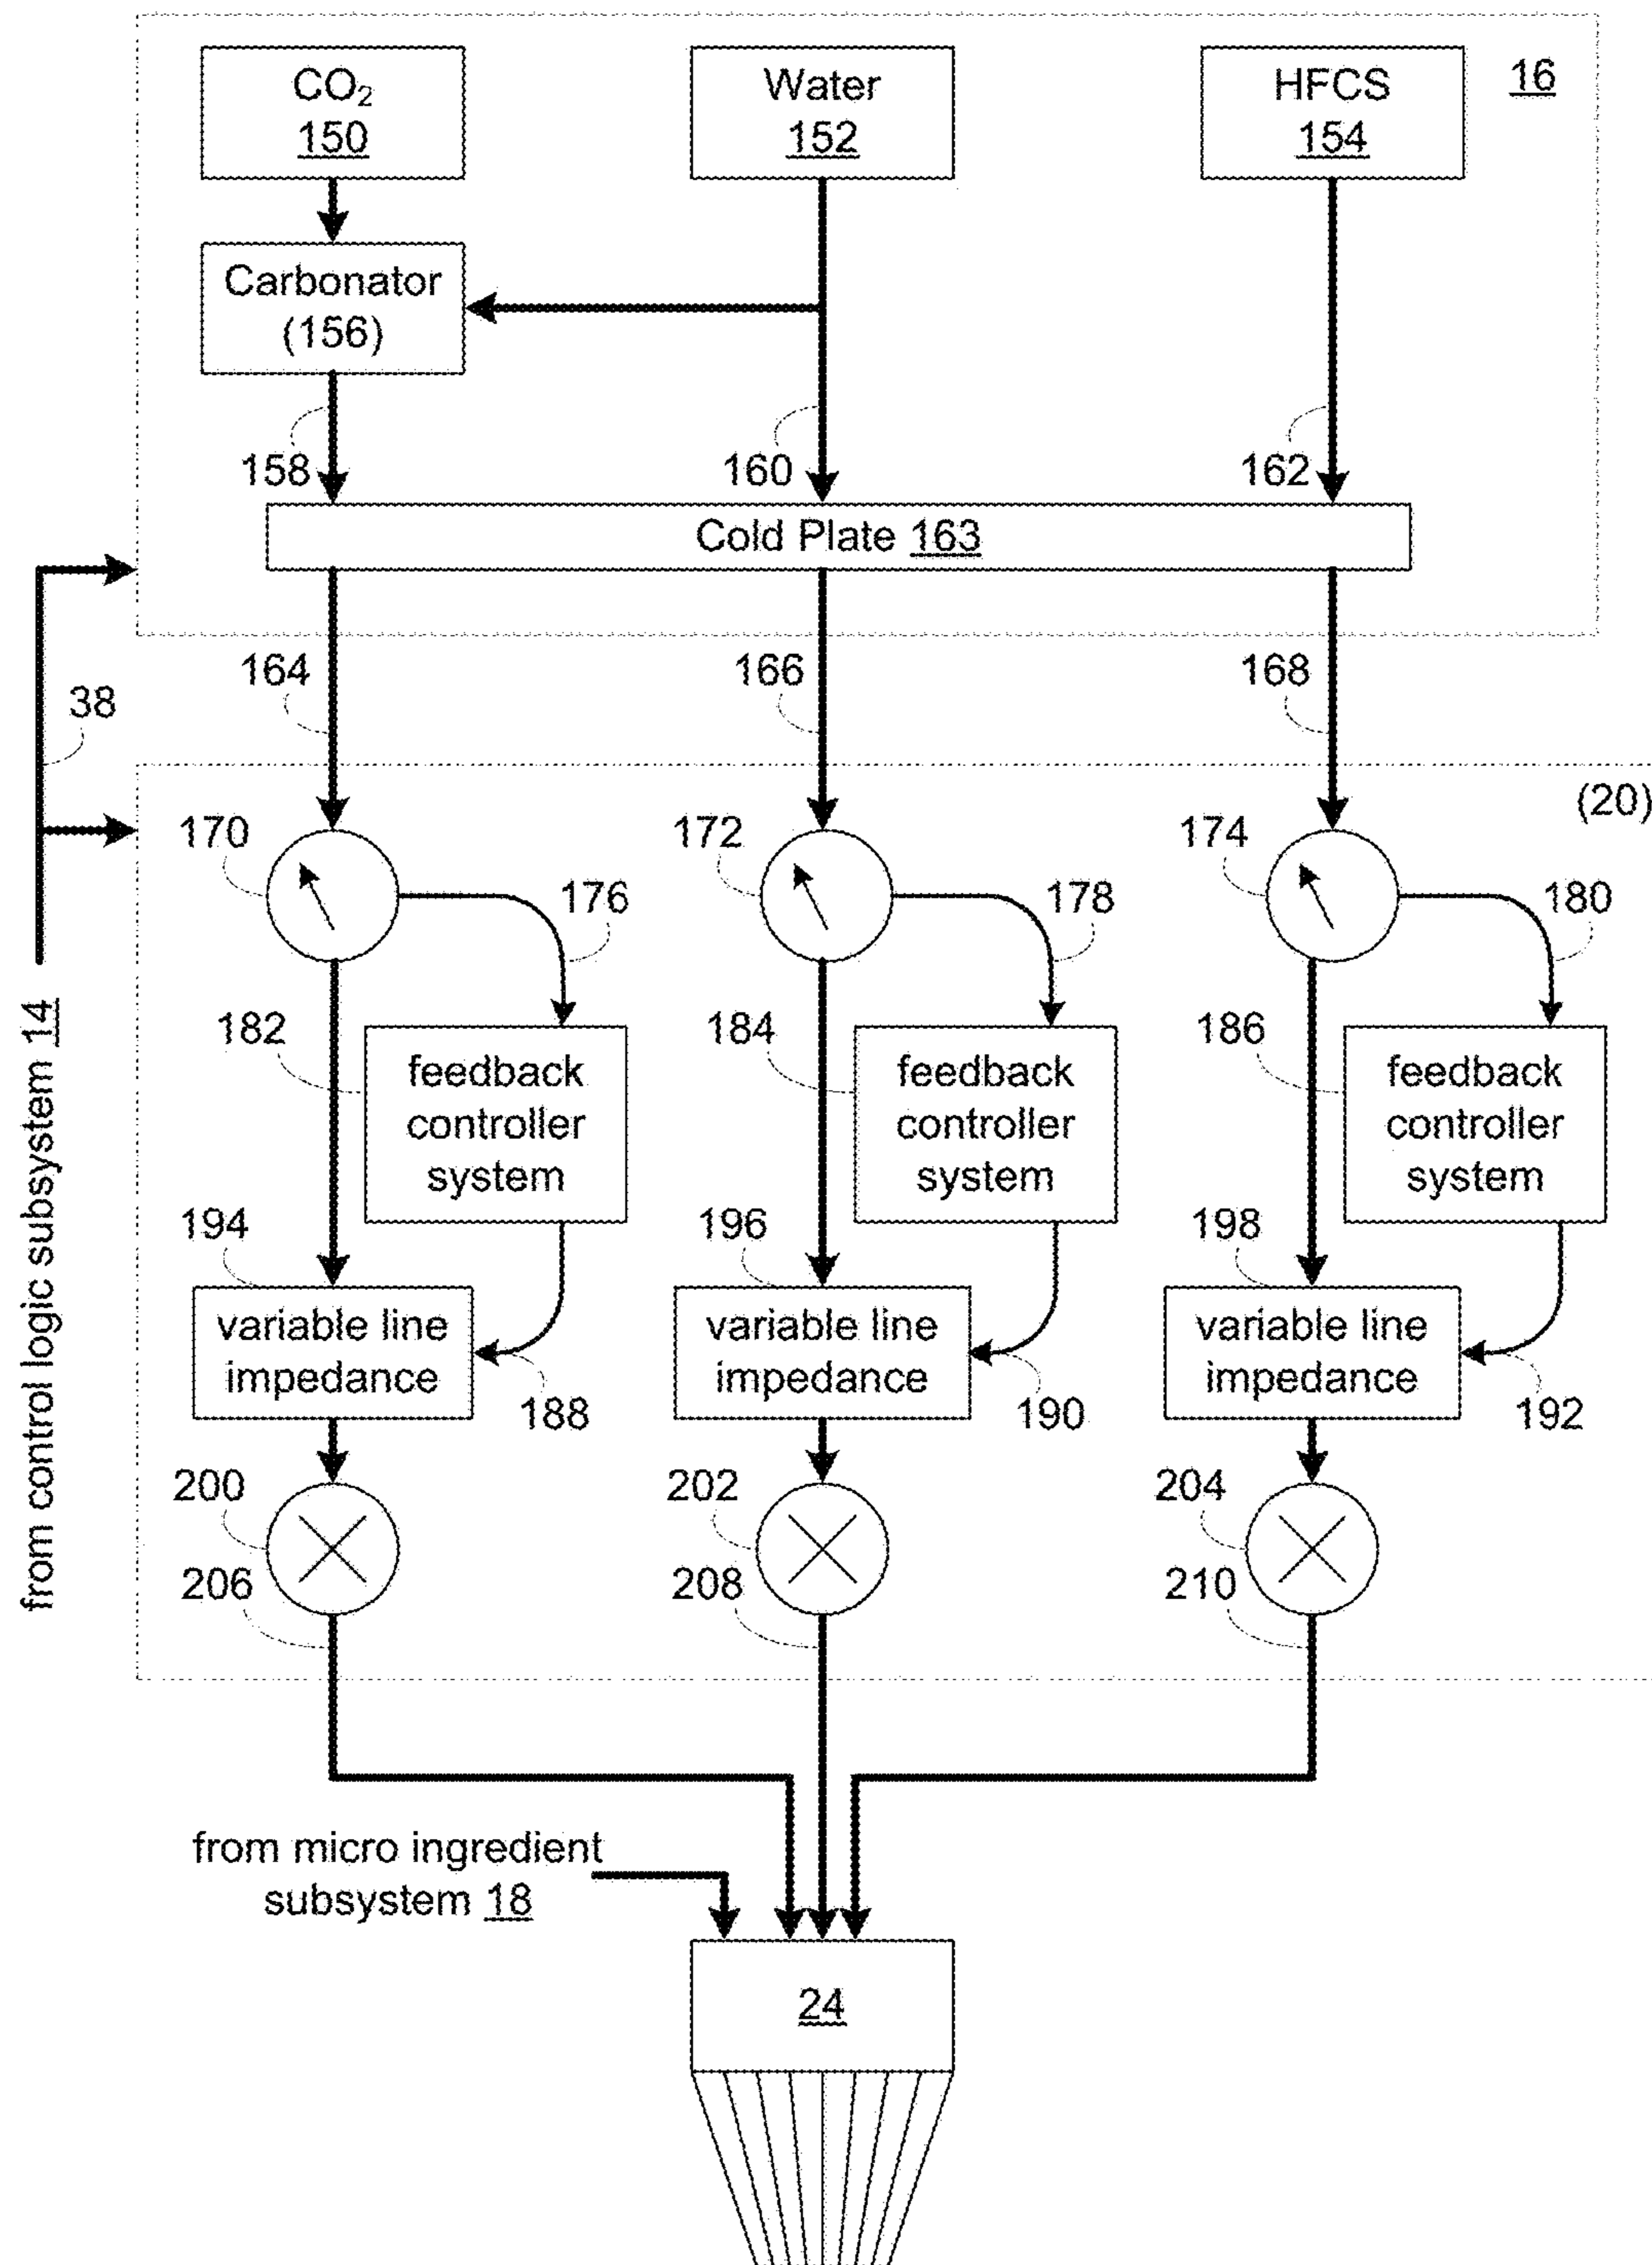 CO₂
150
Water
152
HFCS
154
16
Carbonator
(156)
158
160
162
Cold Plate 163
164
166
168
38
(20)
170
172
174
176
178
180
from control logic subsystem 14
182
feedback
controller
system
184
feedback
controller
system
186
feedback
controller
system
194
variable line
impedance
196
variable line
impedance
198
variable line
impedance
188
190
192
200
202
204
206
208
210
from micro ingredient
subsystem 18
24